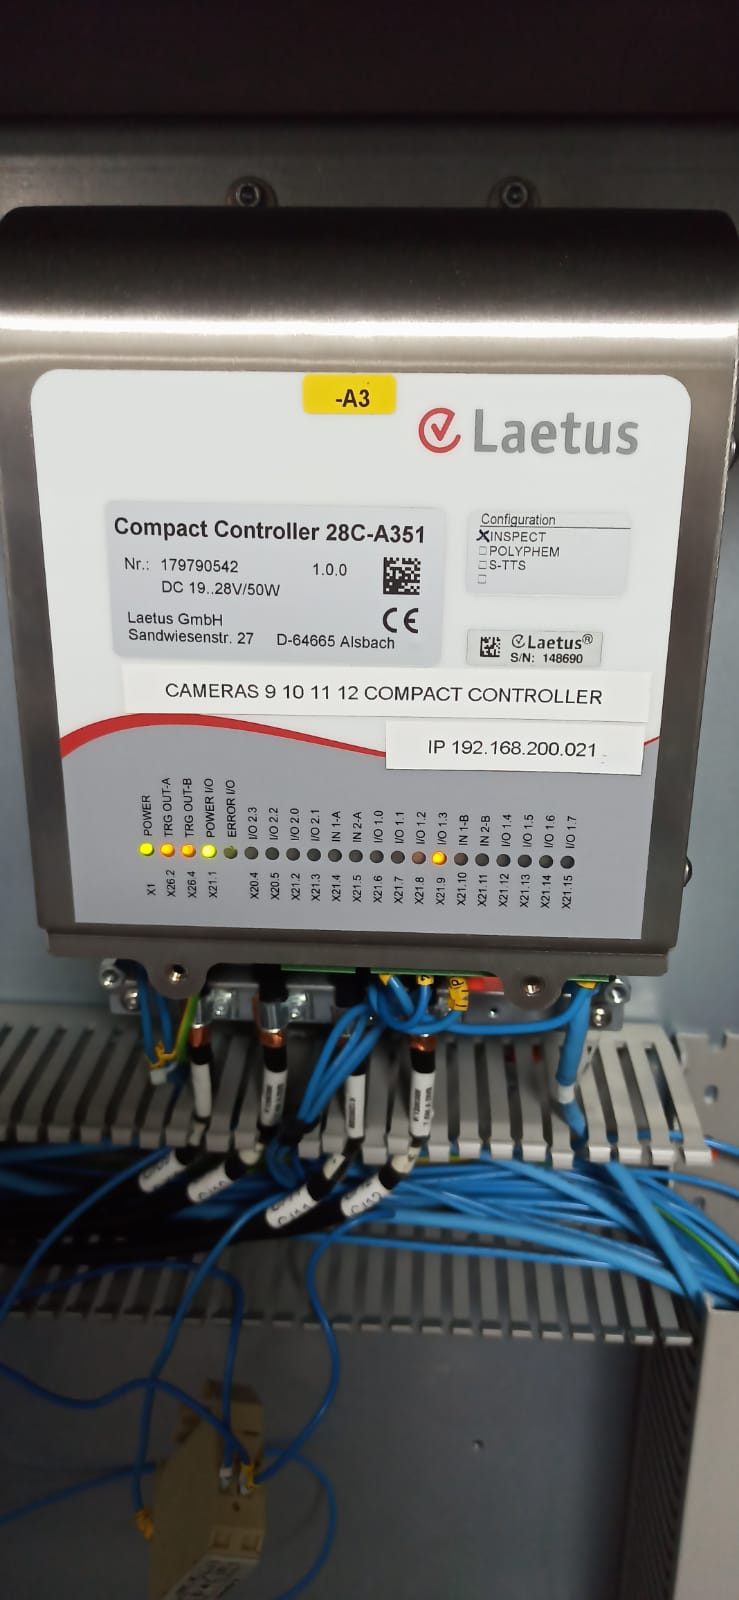 -A3
Laetus
Compact Controller 28C-A351
Nr.: 179790542 1.0.0
DC 19..28V/50W
CE
Laetus GmbH
Sandwiesenstr. 27 D-64665 Alsbach
Configuration
XINSPECT
POLYPHEM
S-TTS
Laetus®
S/N: 148690
CAMERAS 9 10 11 12 COMPACT CONTROLLER
IP 192.168.200.021
POWER
TRG OUT-A
TRG OUT-B
POWER I/O
ERROR I/O
I/O 2.3
I/O 2.2
I/O 2.0
I/O 2.1
IN 1-A
IN 2-A
I/O 1.0
I/O 1.1
I/O 1.2
I/O 1.3
IN 1-B
IN 2-B
I/O 1.4
I/O 1.5
I/O 1.6
I/O 1.7
X1
X26.2
X26.4
X21.1
X20.4
X20.5
X21.2
X21.3
X21.4
X21.5
X21.6
X21.7
X21.8
X21.9
X21.10
X21.11
X21.12
X21.13
X21.14
X21.15